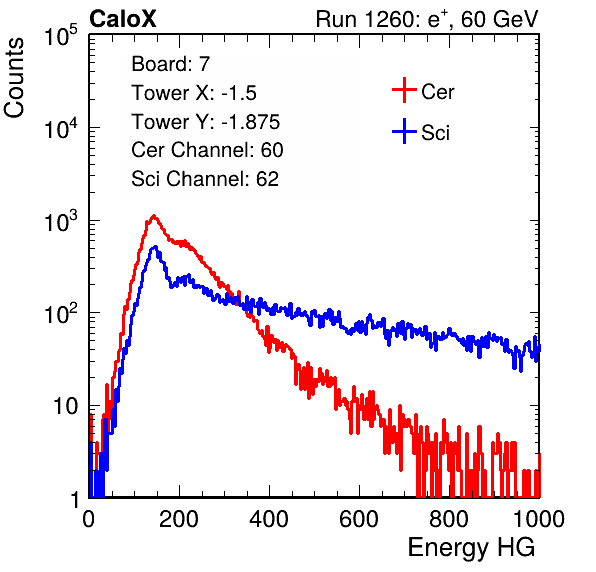 CaloX Run 1260: e⁺, 60 GeV
Counts
10⁵
10⁴
10³
10²
10
1
Board: 7
Tower X: -1.5
Tower Y: -1.875
Cer Channel: 60
Sci Channel: 62
Cer
Sci
0 200 400 600 800 1000
Energy HG